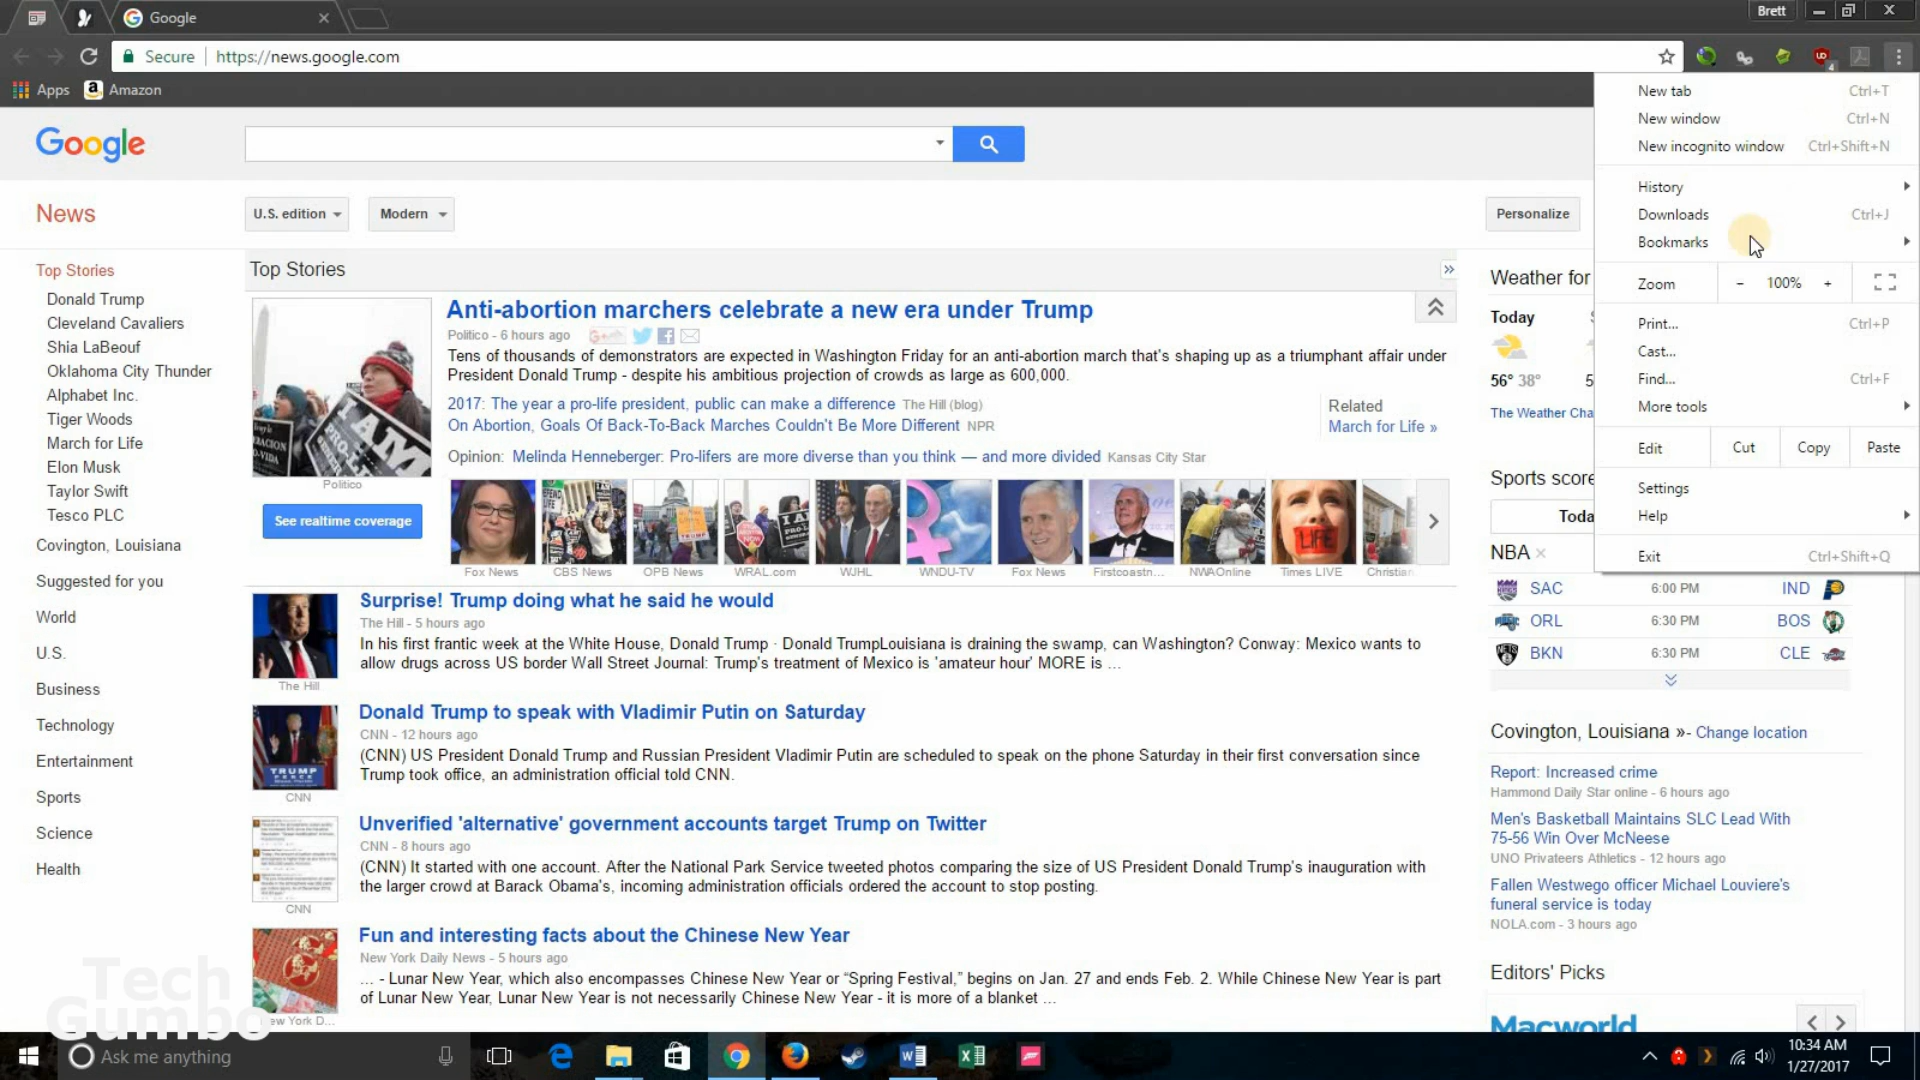 Google
Brett
Secure
https://news.google.com
Apps
Amazon
New tab Ctrl+T
New window Ctrl+N
New incognito window Ctrl+Shift+N
History
Downloads Ctrl+J
Bookmarks
Zoom - 100% +
Print... Ctrl+P
Cast...
Find... Ctrl+F
More tools
Edit Cut Copy Paste
Settings
Help
Exit Ctrl+Shift+Q
Google
News
U.S. edition
Modern
Personalize
Top Stories
Donald Trump
Cleveland Cavaliers
Shia LaBeouf
Oklahoma City Thunder
Alphabet Inc.
Tiger Woods
March for Life
Elon Musk
Taylor Swift
Tesco PLC
Covington, Louisiana
Suggested for you
World
U.S.
Business
Technology
Entertainment
Sports
Science
Health
Top Stories
Anti-abortion marchers celebrate a new era under Trump
Politico - 6 hours ago
Tens of thousands of demonstrators are expected in Washington Friday for an anti-abortion march that's shaping up as a triumphant affair under
President Donald Trump - despite his ambitious projection of crowds as large as 600,000.
2017: The year a pro-life president, public can make a difference The Hill (blog)
On Abortion, Goals Of Back-To-Back Marches Couldn't Be More Different NPR
Related
March for Life »
Opinion: Melinda Henneberger: Pro-lifers are more diverse than you think — and more divided Kansas City Star
I AM
PRO-L
Politico
See realtime coverage
LIFE
Fox News
CBS News
OPB News
WRAL.com
WJHL
WNDU-TV
Fox News
Firstcoastn...
NWAOnline
Times LIVE
Christian
Surprise! Trump doing what he said he would
The Hill - 5 hours ago
In his first frantic week at the White House, Donald Trump · Donald TrumpLouisiana is draining the swamp, can Washington? Conway: Mexico wants to
allow drugs across US border Wall Street Journal: Trump's treatment of Mexico is 'amateur hour' MORE is ...
The Hill
Donald Trump to speak with Vladimir Putin on Saturday
CNN - 12 hours ago
(CNN) US President Donald Trump and Russian President Vladimir Putin are scheduled to speak on the phone Saturday in their first conversation since
Trump took office, an administration official told CNN.
TRUMP
PENCE
CNN
Unverified 'alternative' government accounts target Trump on Twitter
CNN - 8 hours ago
(CNN) It started with one account. After the National Park Service tweeted photos comparing the size of US President Donald Trump's inauguration with
the larger crowd at Barack Obama's, incoming administration officials ordered the account to stop posting.
CNN
Fun and interesting facts about the Chinese New Year
New York Daily News - 5 hours ago
... - Lunar New Year, which also encompasses Chinese New Year or “Spring Festival,” begins on Jan. 27 and ends Feb. 2. While Chinese New Year is part
of Lunar New Year, Lunar New Year is not necessarily Chinese New Year - it is more of a blanket ...
ew York D...
Weather for
Today
56° 38° 5
The Weather Cha
Sports score
Toda
NBA
SAC 6:00 PM IND
ORL 6:30 PM BOS
BKN 6:30 PM CLE
Covington, Louisiana »- Change location
Report: Increased crime
Hammond Daily Star online - 6 hours ago
Men's Basketball Maintains SLC Lead With
75-56 Win Over McNeese
UNO Privateers Athletics - 12 hours ago
Fallen Westwego officer Michael Louviere's
funeral service is today
NOLA.com - 3 hours ago
Editors' Picks
Macworld
Tech
Gumbo
Ask me anything
10:34 AM
1/27/2017